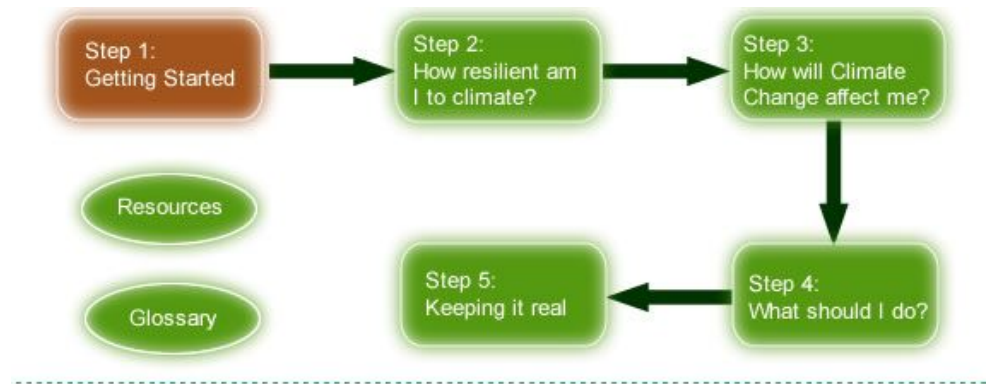 Step 1:
Getting Started
Step 2:
How resilient am
I to climate?
Step 3:
How will Climate
Change affect me?
Resources
Step 4:
What should I do?
Step 5:
Keeping it real
Glossary